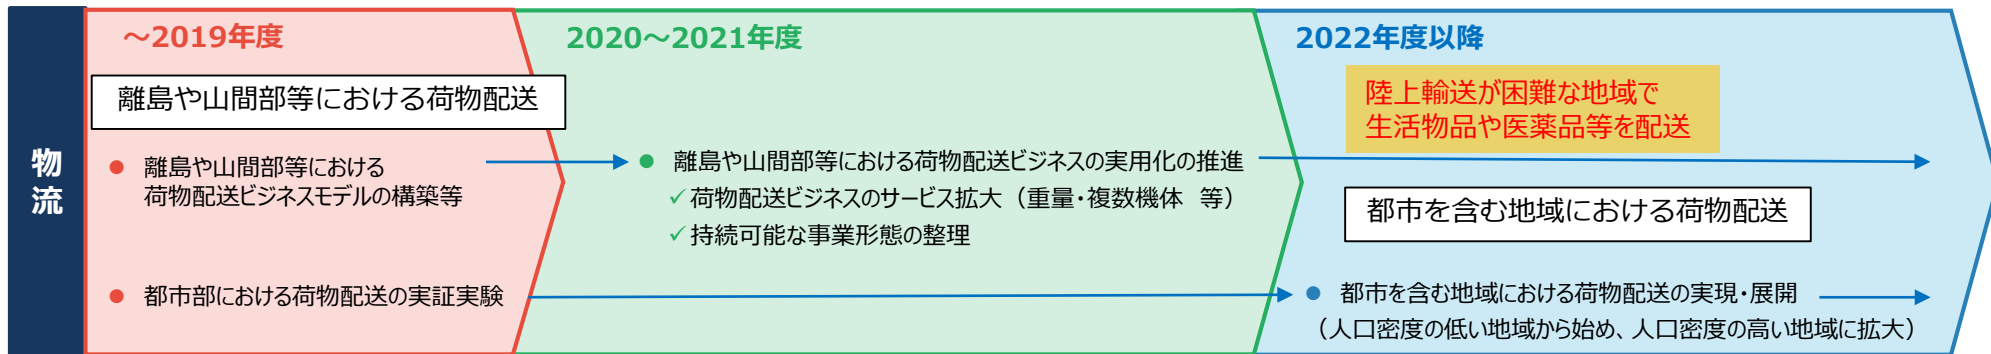 物流
～2019年度
離島や山間部等における荷物配送
● 離島や山間部等における
荷物配送ビジネスモデルの構築等
● 都市部における荷物配送の実証実験
2020～2021年度
● 離島や山間部等における荷物配送ビジネスの実用化の推進
✓荷物配送ビジネスのサービス拡大（重量・複数機体 等）
✓持続可能な事業形態の整理
2022年度以降
陸上輸送が困難な地域で
生活物品や医薬品等を配送
都市を含む地域における荷物配送
● 都市を含む地域における荷物配送の実現・展開
（人口密度の低い地域から始め、人口密度の高い地域に拡大）